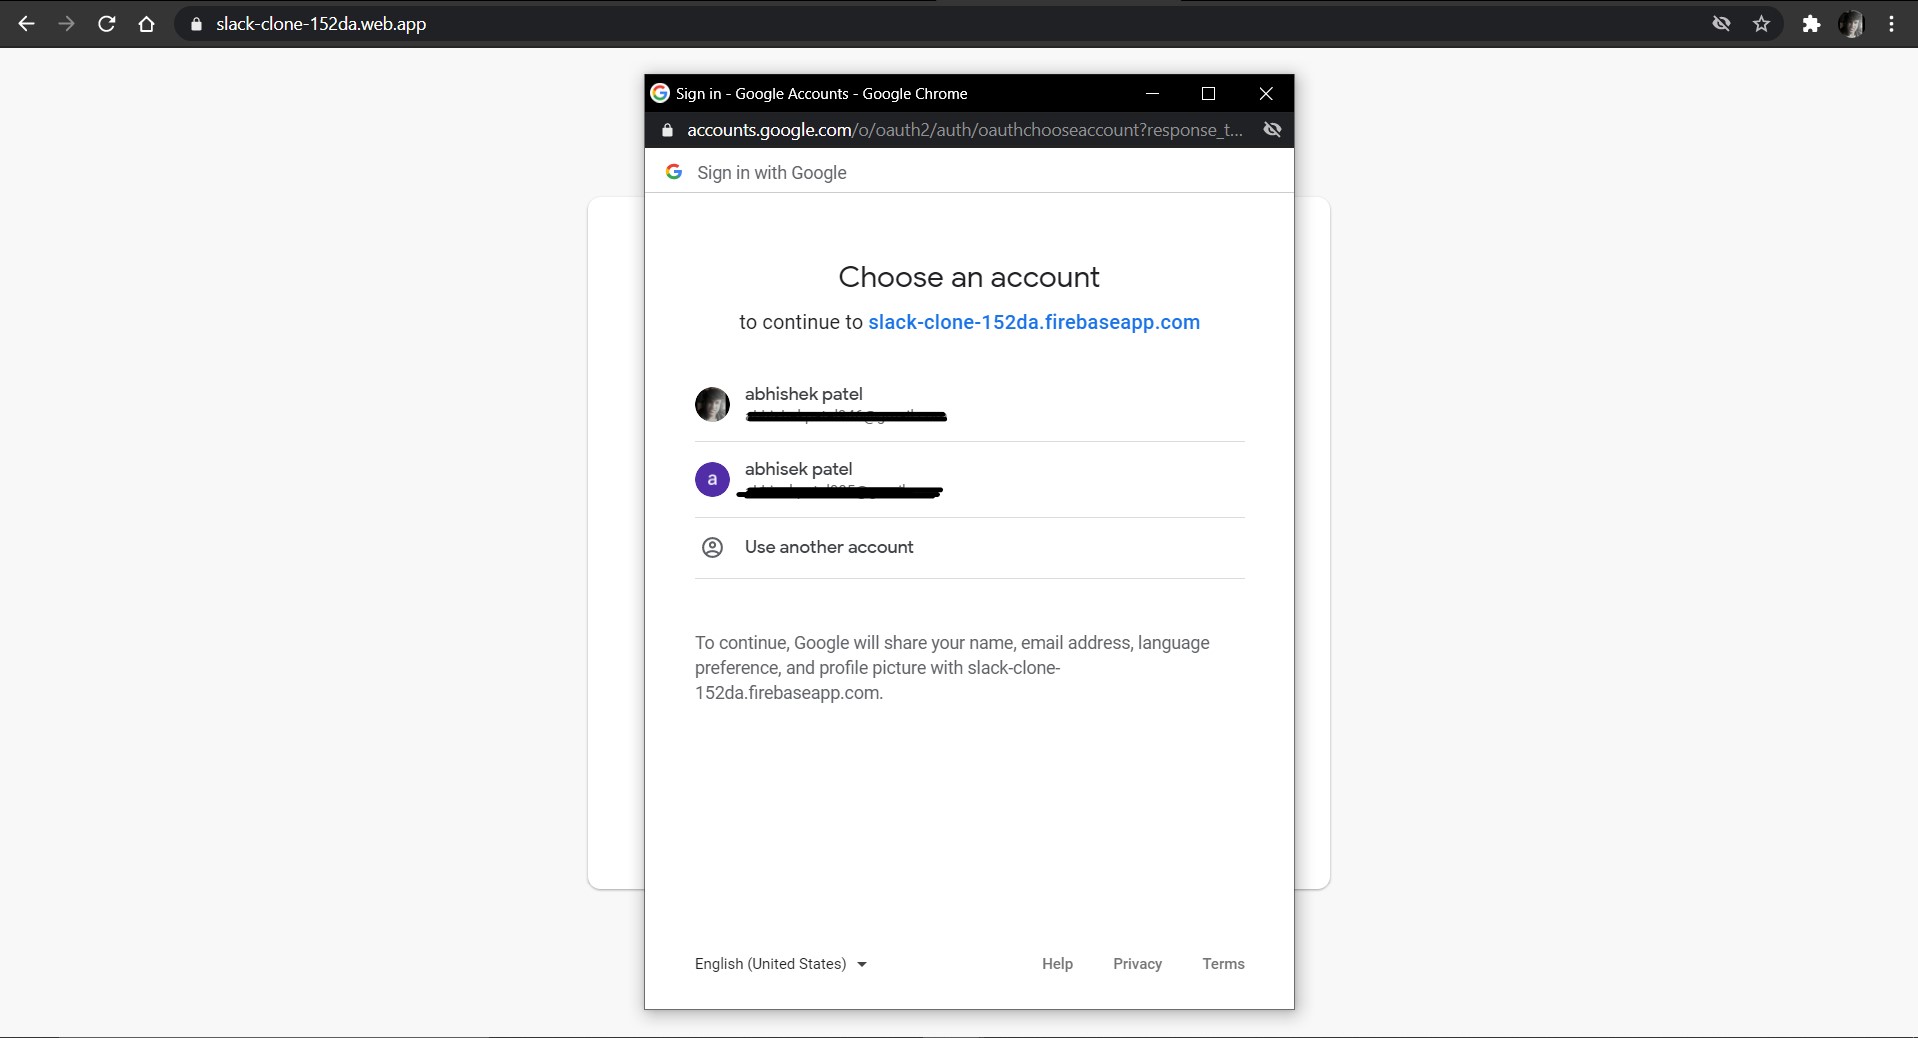 slack-clone-152da.web.app
Sign in - Google Accounts - Google Chrome
accounts.google.com/o/oauth2/auth/oauthchooseaccount?response_t...
Sign in with Google
Choose an account
to continue to slack-clone-152da.firebaseapp.com
abhishek patel
a
abhisek patel
Use another account
To continue, Google will share your name, email address, language
preference, and profile picture with slack-clone-
152da.firebaseapp.com.
English (United States)
Help
Privacy
Terms